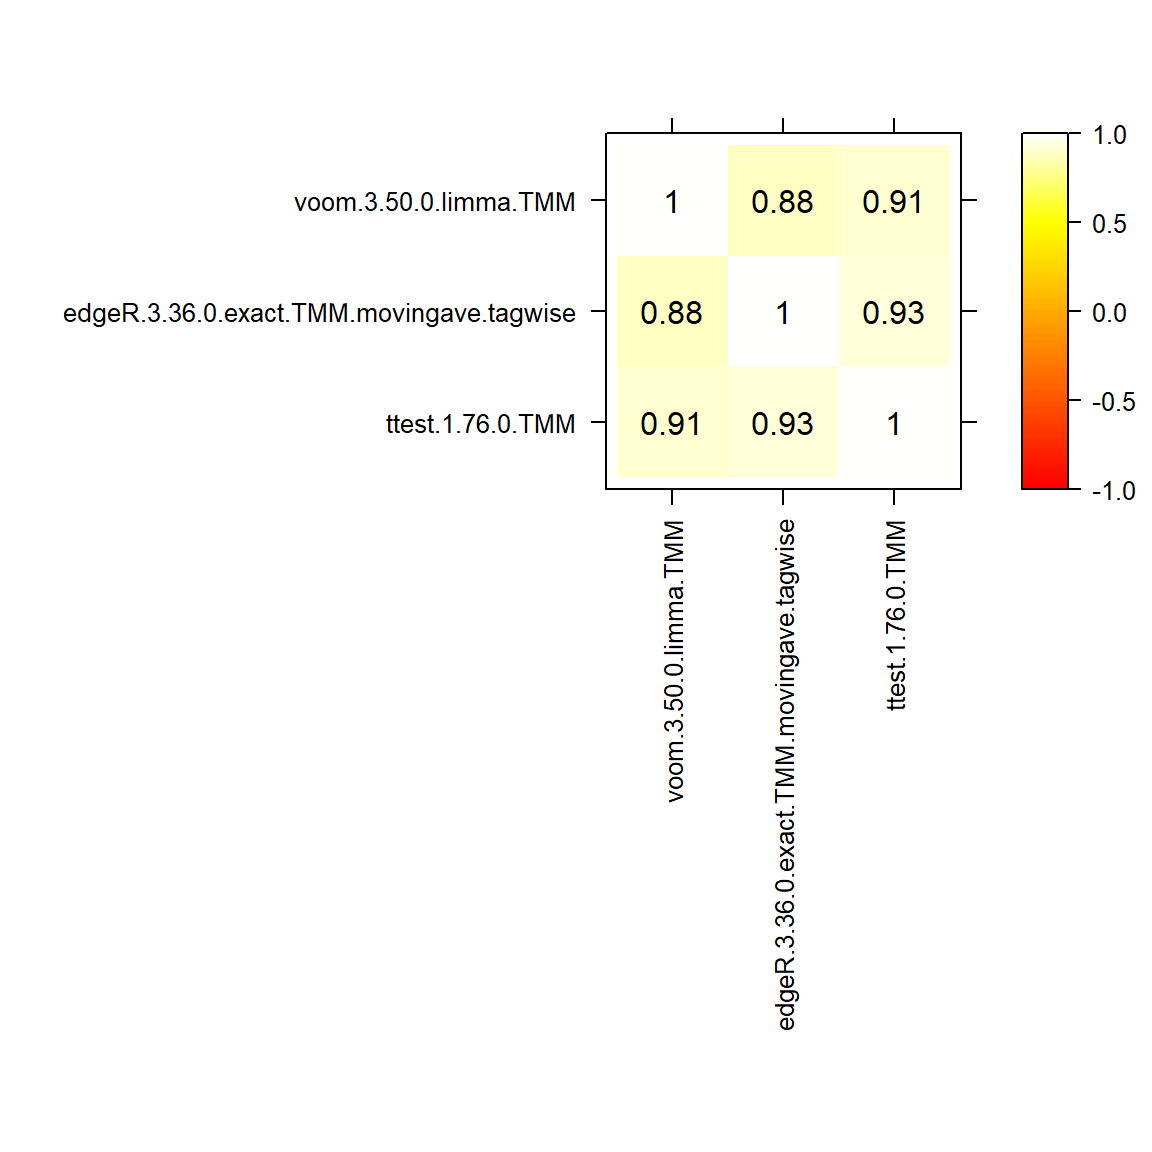 voom.3.50.0.limma.TMM 1 0.88 0.91
edgeR.3.36.0.exact.TMM.movingave.tagwise 0.88 1 0.93
ttest.1.76.0.TMM 0.91 0.93 1
1.0
0.5
0.0
-0.5
-1.0
voom.3.50.0.limma.TMM
edgeR.3.36.0.exact.TMM.movingave.tagwise
ttest.1.76.0.TMM